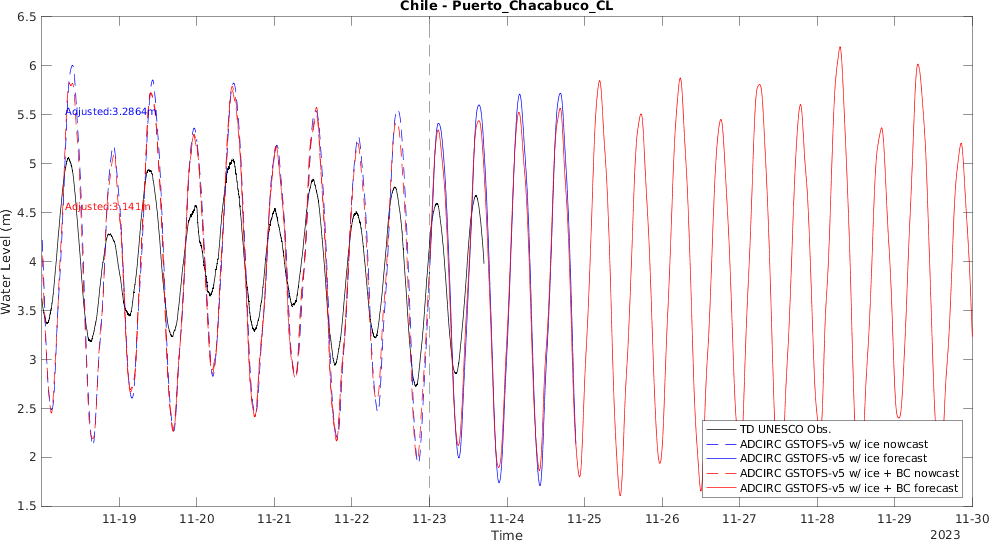 Chile - Puerto_Chacabuco_CL
6.5
6
5.5
5
4.5
4
3.5
3
2.5
2
1.5
Water Level (m)
Adjusted:3.2864m
Adjusted:3.141m
TD UNESCO Obs.
ADCIRC GSTOFS-v5 w/ ice nowcast
ADCIRC GSTOFS-v5 w/ ice forecast
ADCIRC GSTOFS-v5 w/ ice + BC nowcast
ADCIRC GSTOFS-v5 w/ ice + BC forecast
11-19 11-20 11-21 11-22 11-23 11-24 11-25 11-26 11-27 11-28 11-29 11-30
Time
2023